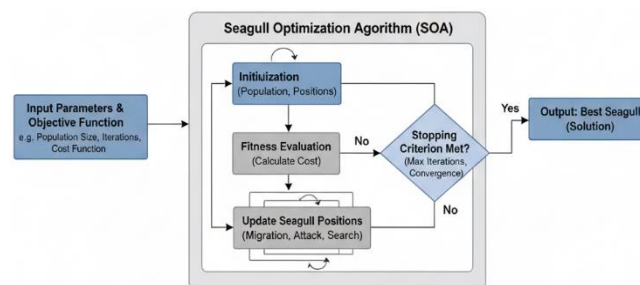 Seagull Optimization Agorithm (SOA)
Input Parameters &
Objective Function
e.g. Population Size, Iterations,
Cost Function
Initiuization
(Population, Positions)
Fitness Evaluation
(Calculate Cost)
Update Seagull Positions
(Migration, Attack, Search)
No
Stopping
Criterion Met?
(Max Iterations,
Convergence)
No
Yes
Output: Best Seagull
(Solution)